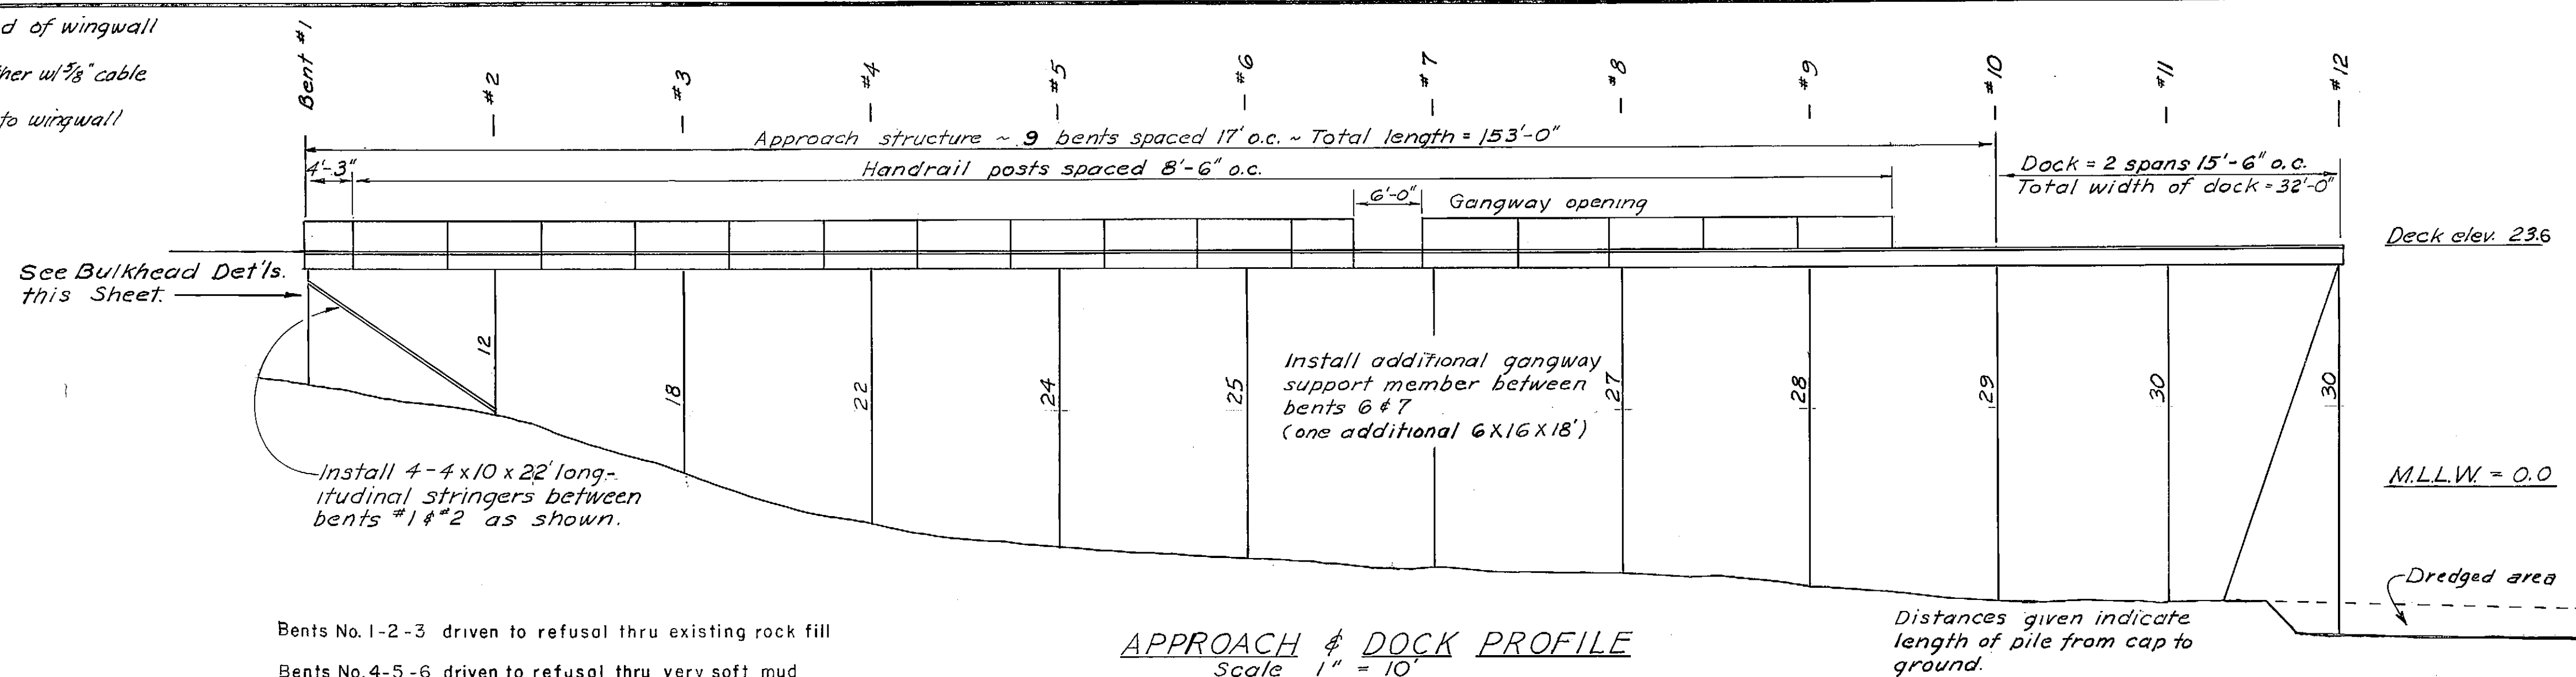 d of wingwall
her w/ 5/8" cable
to wingwall
Bent #1
#2
#3
#4
#5
#6
#7
#8
#9
#10
#11
#12
Approach structure ~ 9 bents spaced 17' o.c. ~ Total length = 153'-0"
4'-3"
Handrail posts spaced 8'-6" o.c.
Dock = 2 spans 15'-6" o.c.
Total width of dock = 32'-0"
6'-0"
Gangway opening
Deck elev. 23.6
See Bulkhead Det'ls.
this Sheet.
12
18
22
24
25
27
28
29
30
30
Install additional gangway
support member between
bents 6 & 7
(one additional 6X16X18')
Install 4-4x10x22' long-
itudinal stringers between
bents #1 & #2 as shown.
M.L.L.W. = 0.0
Dredged area
Distances given indicate
length of pile from cap to
ground.
Bents No. 1-2-3 driven to refusal thru existing rock fill
Bents No. 4-5-6 driven to refusal thru very soft mud
APPROACH & DOCK PROFILE
Scale 1" = 10'